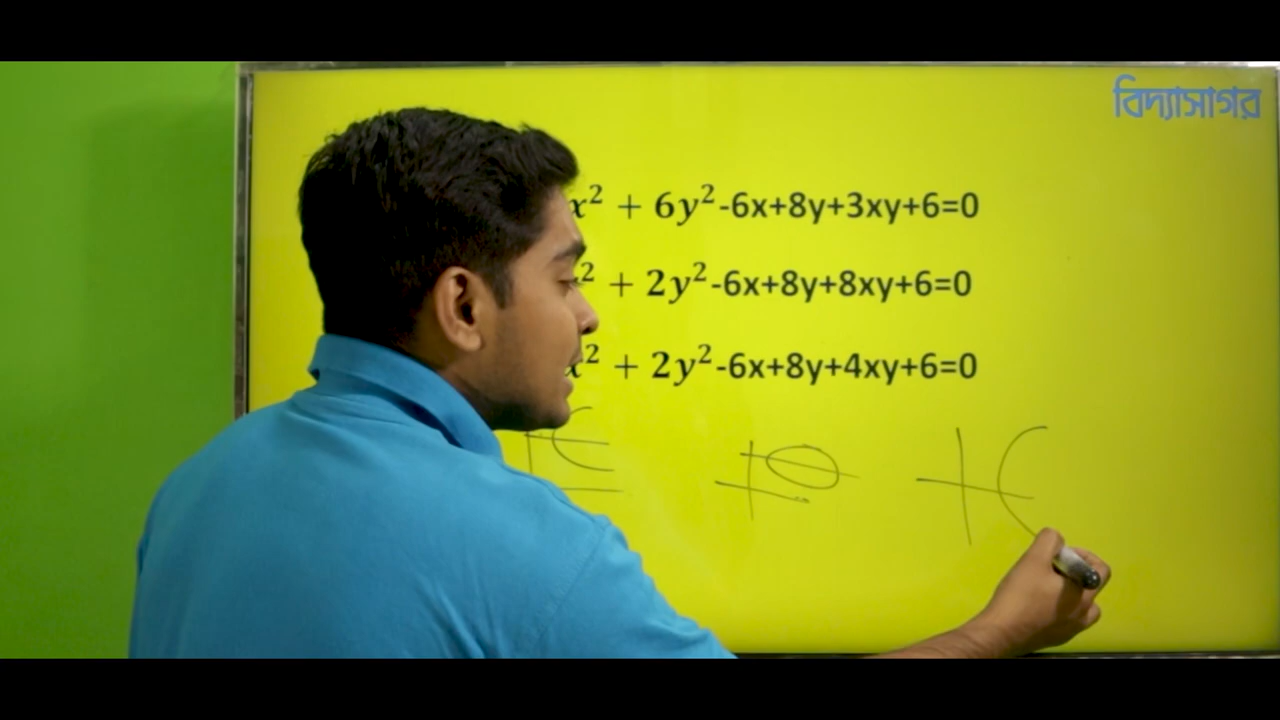 বিদ্যাসাগর
x² + 6y²-6x+8y+3xy+6=0
² + 2y²-6x+8y+8xy+6=0
x² + 2y²-6x+8y+4xy+6=0